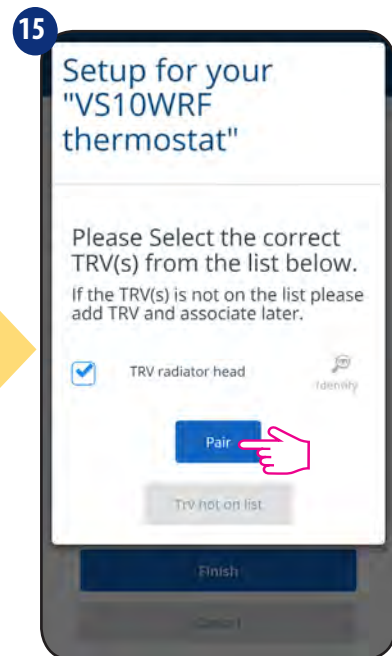 15
Setup for your
"VS10WRF
thermostat"
Please Select the correct
TRV(s) from the list below.
If the TRV(s) is not on the list please
add TRV and associate later.
TRV radiator head
Identify
Pair
Trv not on list
Finish
Cancel